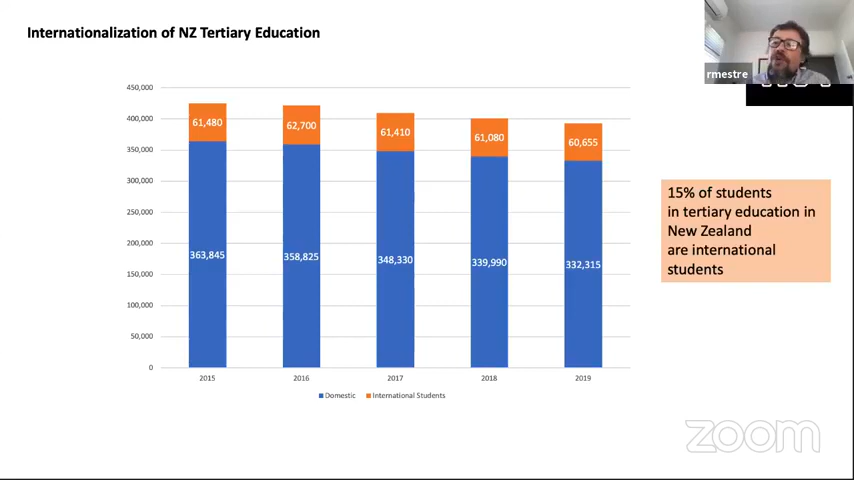 Internationalization of NZ Tertiary Education
rmestre
450,000
400,000
350,000
300,000
250,000
200,000
150,000
100,000
50,000
0
61,480
62,700
61,410
61,080
60,655
363,845
358,825
348,330
339,990
332,315
2015
2016
2017
2018
2019
Domestic
International Students
15% of students
in tertiary education in
New Zealand
are international
students
zoom